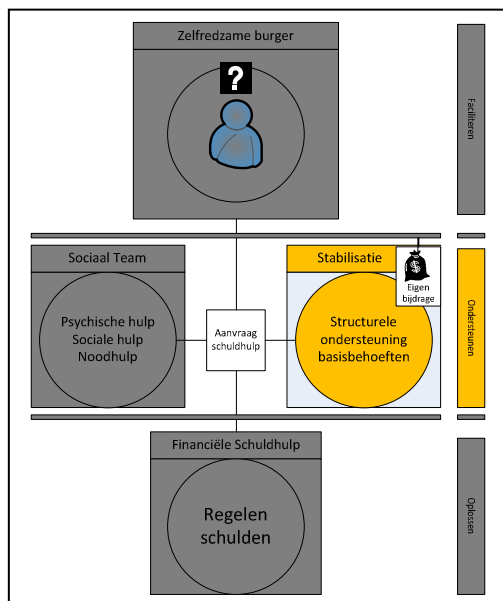 Zelfredzame burger
?
Faciliteren
Sociaal Team
Psychische hulp
Sociale hulp
Noodhulp
Aanvraag
schuldhulp
Stabilisatie
$
Eigen
bijdrage
Structurele
ondersteuning
basisbehoeften
Ondersteunen
Financiële Schuldhulp
Regelen
schulden
Oplossen